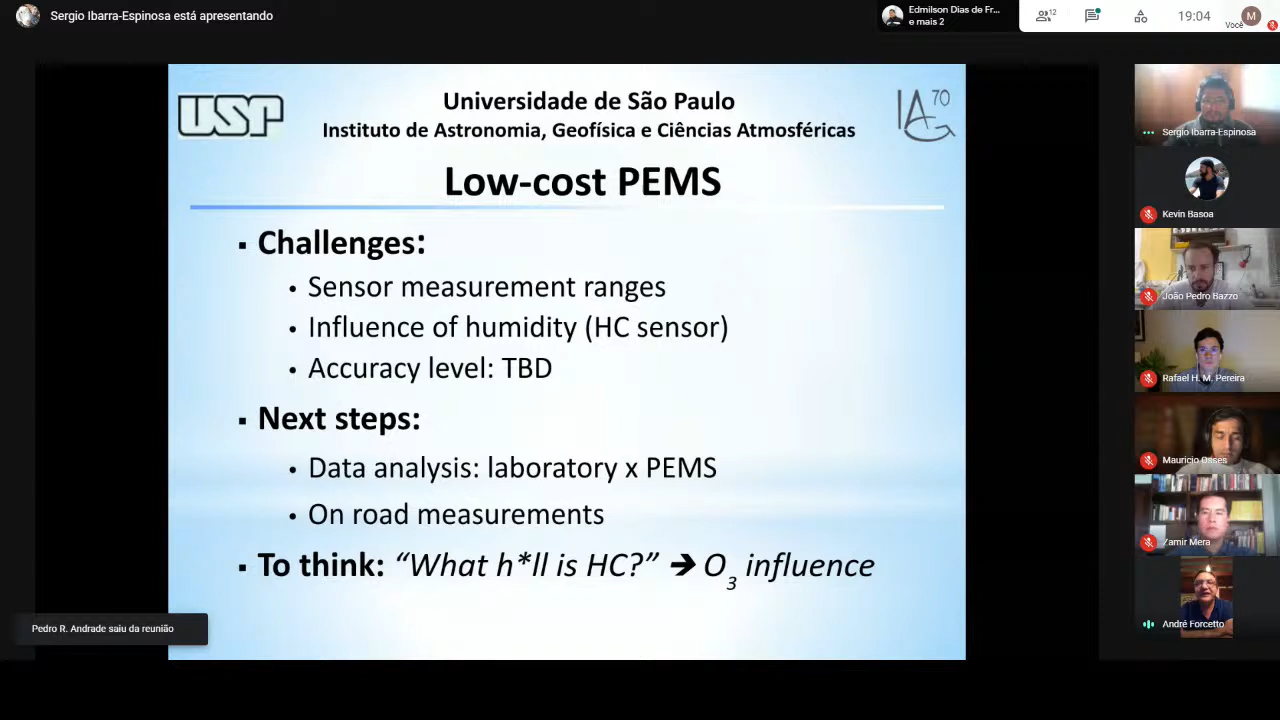 Sergio Ibarra-Espinosa está apresentando
Edmilson Dias de Fr...
e mais 2
12
19:04
Você
M
USP
Universidade de São Paulo
Instituto de Astronomia, Geofísica e Ciências Atmosféricas
IAG 70
Low-cost PEMS
▪ Challenges:
• Sensor measurement ranges
• Influence of humidity (HC sensor)
• Accuracy level: TBD
▪ Next steps:
• Data analysis: laboratory x PEMS
• On road measurements
▪ To think: “What h*ll is HC?” ➔ O3 influence
Pedro R. Andrade saiu da reunião
Sergio Ibarra-Espinosa
Kevin Basoa
João Pedro Bazzo
Rafael H. M. Pereira
Mauricio Osses
Zamir Mera
André Forcetto